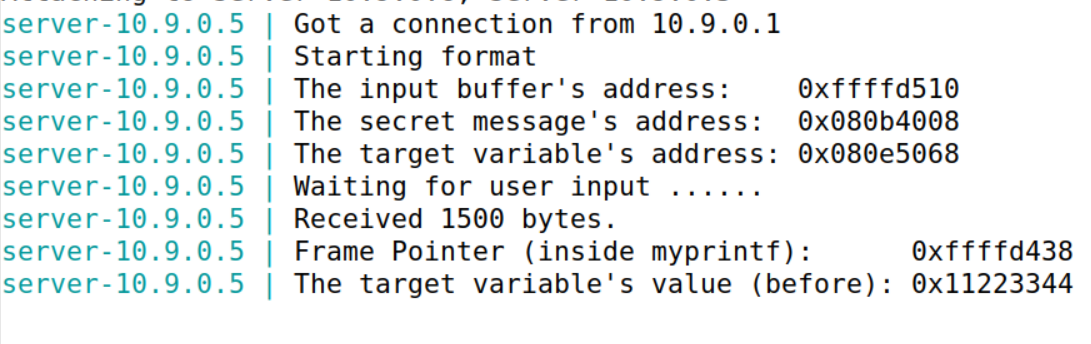 server-10.9.0.5 | Got a connection from 10.9.0.1
server-10.9.0.5 | Starting format
server-10.9.0.5 | The input buffer's address:    0xffffd510
server-10.9.0.5 | The secret message's address:  0x080b4008
server-10.9.0.5 | The target variable's address: 0x080e5068
server-10.9.0.5 | Waiting for user input ......
server-10.9.0.5 | Received 1500 bytes.
server-10.9.0.5 | Frame Pointer (inside myprintf):      0xffffd438
server-10.9.0.5 | The target variable's value (before): 0x11223344